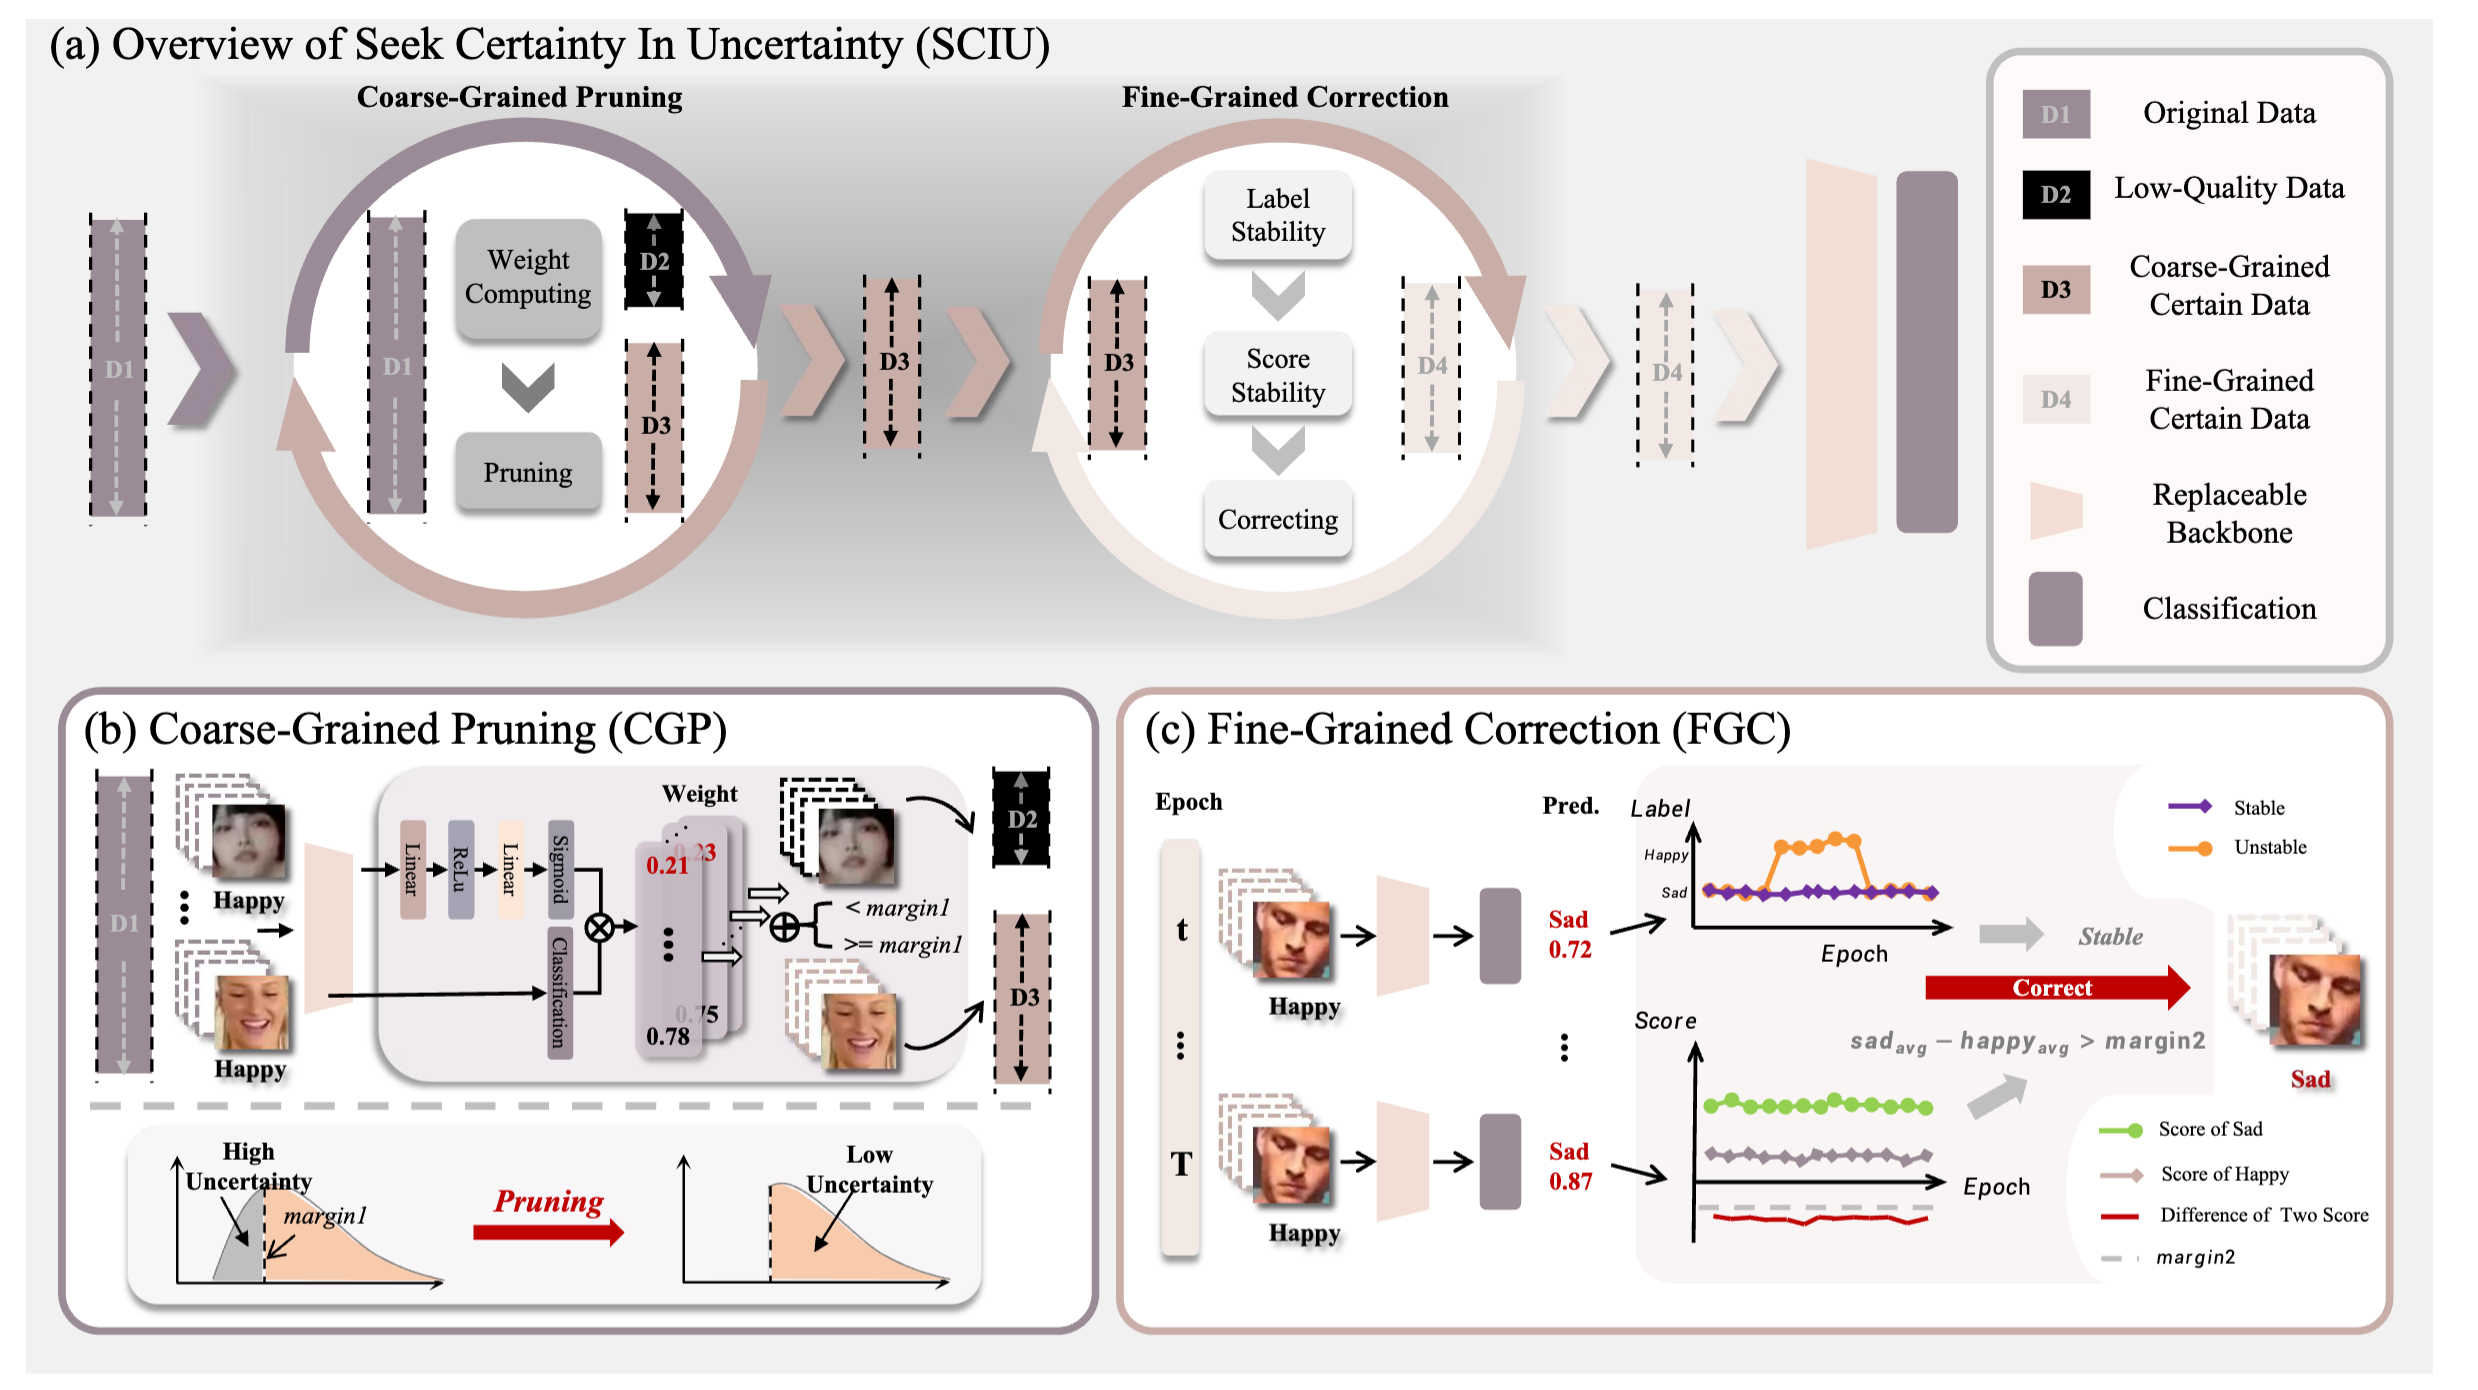 (a) Overview of Seek Certainty In Uncertainty (SCIU)
Coarse-Grained Pruning
Fine-Grained Correction
D1
D1
Weight
Computing
Pruning
D2
D3
D3
D3
Label
Stability
Score
Stability
Correcting
D4
D4
D1
Original Data
D2
Low-Quality Data
D3
Coarse-Grained
Certain Data
D4
Fine-Grained
Certain Data
Replaceable
Backbone
Classification
(b) Coarse-Grained Pruning (CGP)
D1
Happy
Happy
Linear
ReLu
Linear
Sigmoid
Classification
Weight
0.21
0.23
0.78
0.75
< margin1
>= margin1
D2
D3
High
Uncertainty
margin1
Pruning
Low
Uncertainty
(c) Fine-Grained Correction (FGC)
Epoch
t
T
Happy
Happy
Pred.
Sad
0.72
Sad
0.87
Label
Happy
Sad
Epoch
Stable
Unstable
Stable
Correct
sad avg − happy avg > margin2
Sad
Score
Epoch
Score of Sad
Score of Happy
Difference of Two Score
margin2